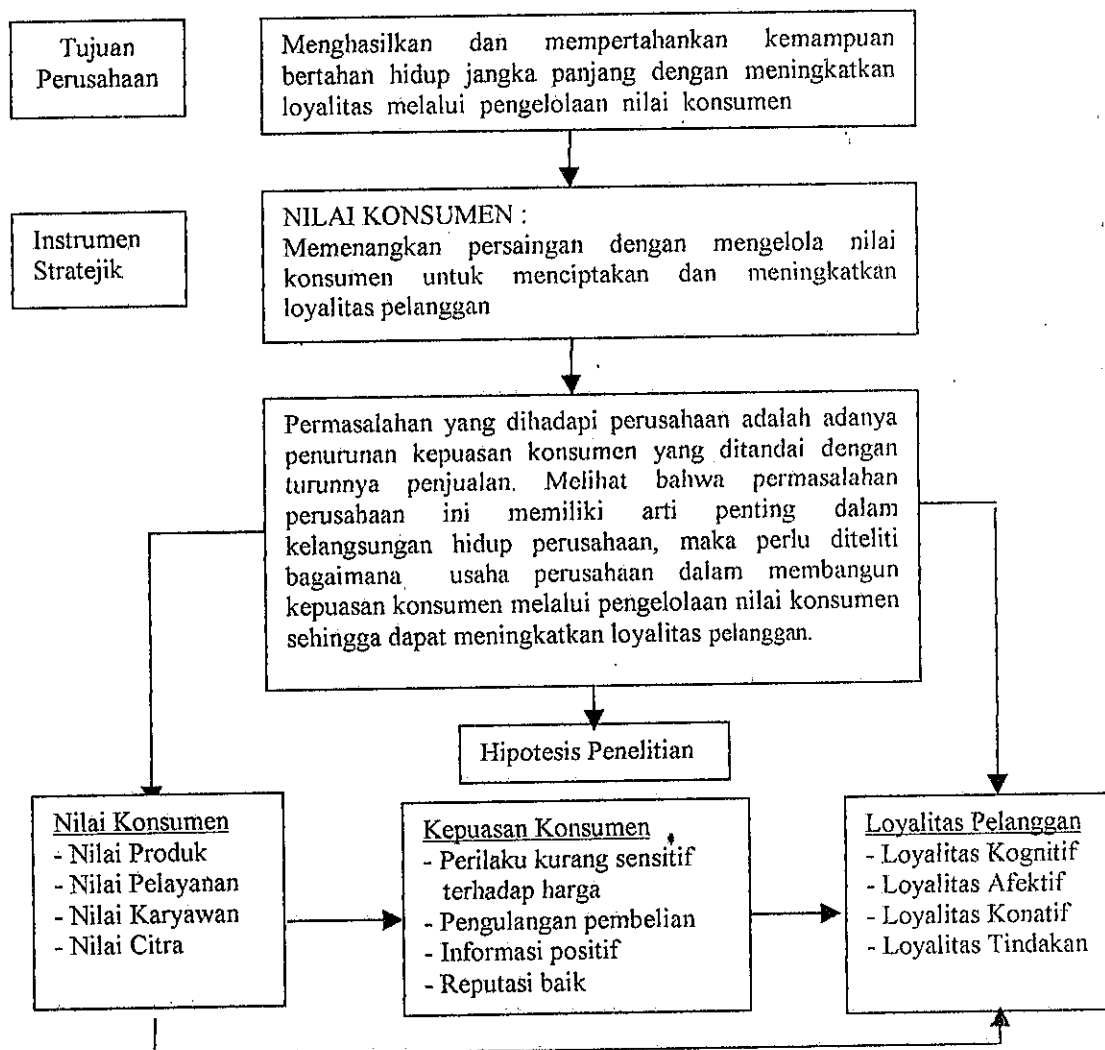 Tujuan
Perusahaan
Menghasilkan dan mempertahankan kemampuan
bertahan hidup jangka panjang dengan meningkatkan
loyalitas melalui pengelolaan nilai konsumen
Instrumen
Stratejik
NILAI KONSUMEN :
Memenangkan persaingan dengan mengelola nilai
konsumen untuk menciptakan dan meningkatkan
loyalitas pelanggan
Permasalahan yang dihadapi perusahaan adalah adanya
penurunan kepuasan konsumen yang ditandai dengan
turunnya penjualan. Melihat bahwa permasalahan
perusahaan ini memiliki arti penting dalam
kelangsungan hidup perusahaan, maka perlu diteliti
bagaimana usaha perusahaan dalam membangun
kepuasan konsumen melalui pengelolaan nilai konsumen
sehingga dapat meningkatkan loyalitas pelanggan.
Hipotesis Penelitian
Nilai Konsumen
- Nilai Produk
- Nilai Pelayanan
- Nilai Karyawan
- Nilai Citra
Kepuasan Konsumen
- Perilaku kurang sensitif
terhadap harga
- Pengulangan pembelian
- Informasi positif
- Reputasi baik
Loyalitas Pelanggan
- Loyalitas Kognitif
- Loyalitas Afektif
- Loyalitas Konatif
- Loyalitas Tindakan